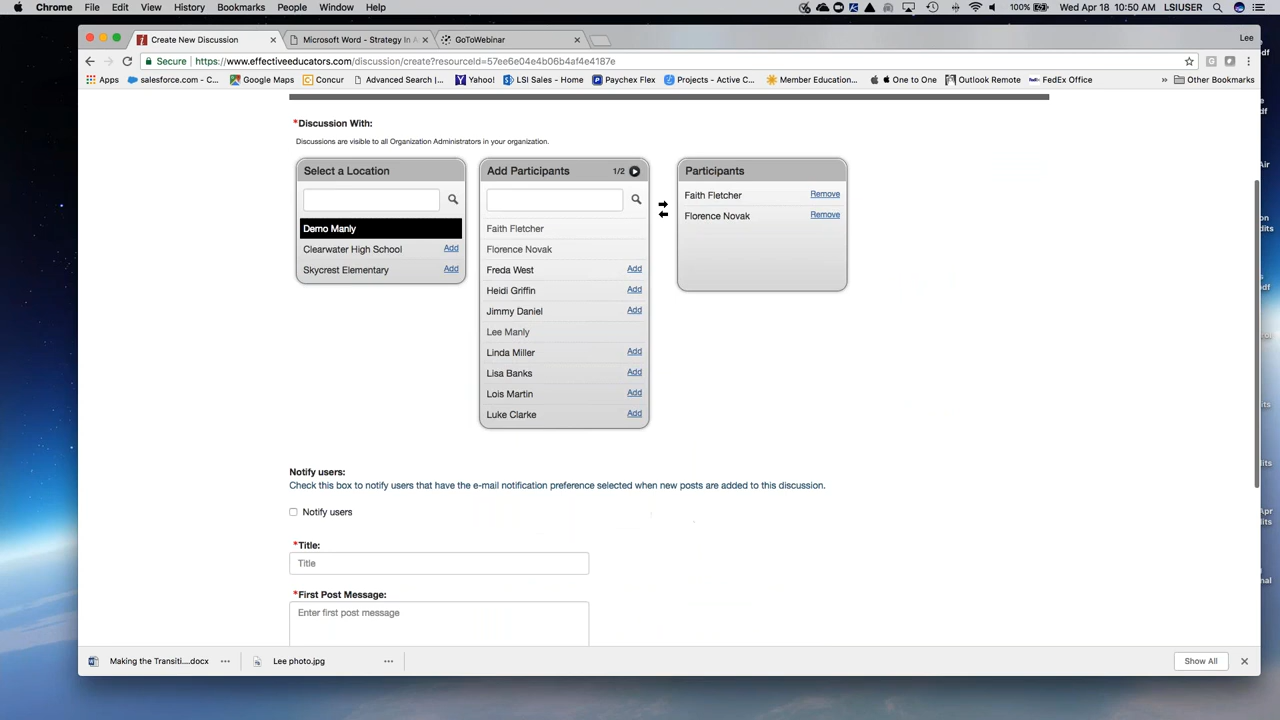 Chrome File Edit View History Bookmarks People Window Help 100% Wed Apr 18 10:50 AM LSIUSER
Create New Discussion Microsoft Word - Strategy In A GoToWebinar Lee
Secure https://www.effectiveeducators.com/discussion/create?resourceId=57ee6e04e4b06b4af4e4187e
Apps salesforce.com - C... Google Maps Concur Advanced Search |... Yahoo! LSI Sales - Home Paychex Flex Projects - Active C... Member Education... One to One Outlook Remote FedEx Office » Other Bookmarks
*Discussion With:
Discussions are visible to all Organization Administrators in your organization.
Select a Location Add Participants 1/2 Participants
Faith Fletcher Remove
Florence Novak Remove
Demo Manly Faith Fletcher
Clearwater High School Add Florence Novak
Skycrest Elementary Add Freda West Add
Heidi Griffin Add
Jimmy Daniel Add
Lee Manly
Linda Miller Add
Lisa Banks Add
Lois Martin Add
Luke Clarke Add
Notify users:
Check this box to notify users that have the e-mail notification preference selected when new posts are added to this discussion.
Notify users
*Title:
Title
*First Post Message:
Enter first post message
Making the Transiti....docx Lee photo.jpg Show All